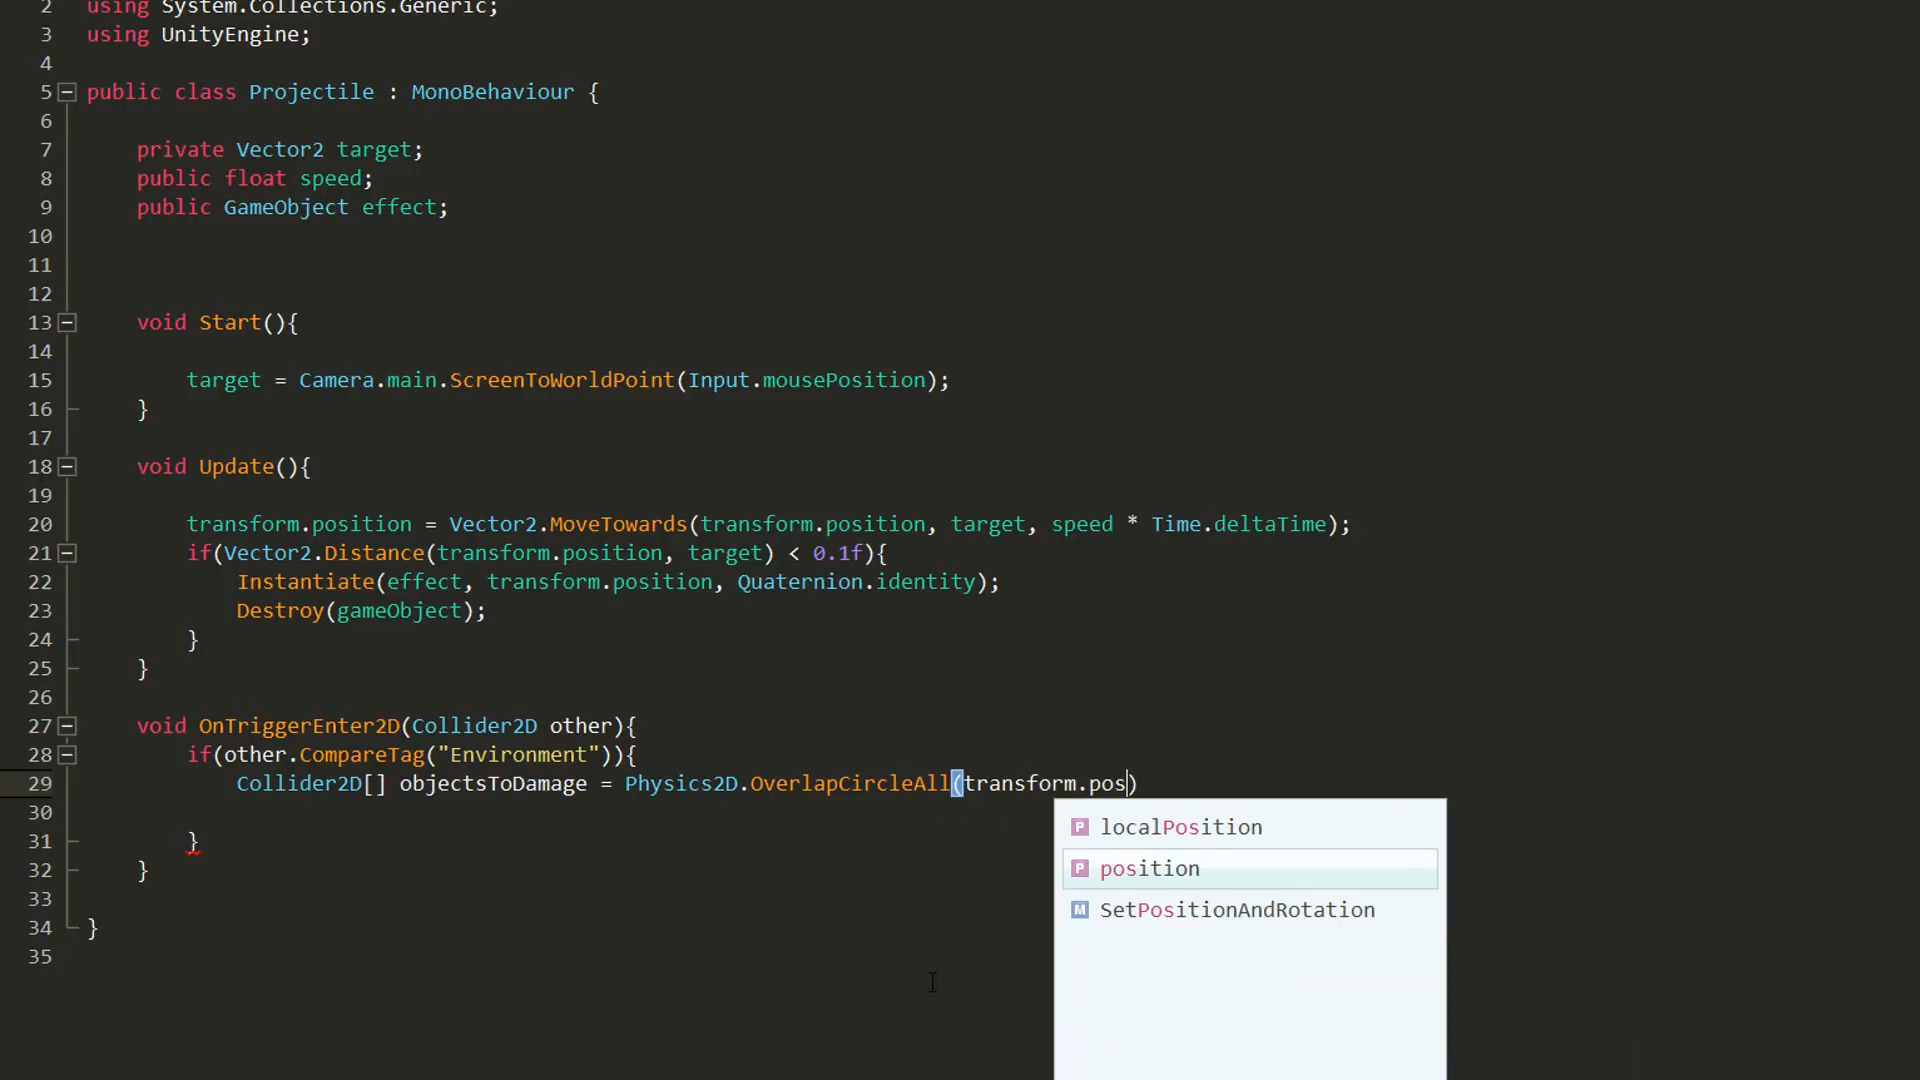 2 using System.Collections.Generic;
3 using UnityEngine;
4
5 public class Projectile : MonoBehaviour {
6
7 private Vector2 target;
8 public float speed;
9 public GameObject effect;
10
11
12
13 void Start(){
14
15 target = Camera.main.ScreenToWorldPoint(Input.mousePosition);
16 }
17
18 void Update(){
19
20 transform.position = Vector2.MoveTowards(transform.position, target, speed * Time.deltaTime);
21 if(Vector2.Distance(transform.position, target) < 0.1f){
22 Instantiate(effect, transform.position, Quaternion.identity);
23 Destroy(gameObject);
24 }
25 }
26
27 void OnTriggerEnter2D(Collider2D other){
28 if(other.CompareTag("Environment")){
29 Collider2D[] objectsToDamage = Physics2D.OverlapCircleAll(transform.pos)
P localPosition
30
P position
31 }
M SetPositionAndRotation
32 }
33
34 }
35